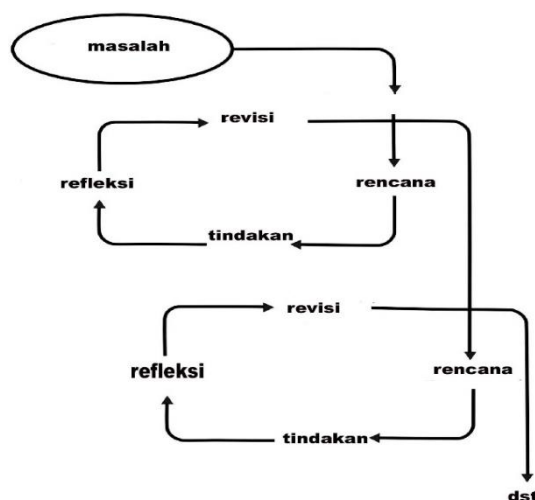 masalah
revisi
refleksi
rencana
tindakan
revisi
refleksi
rencana
tindakan
dst